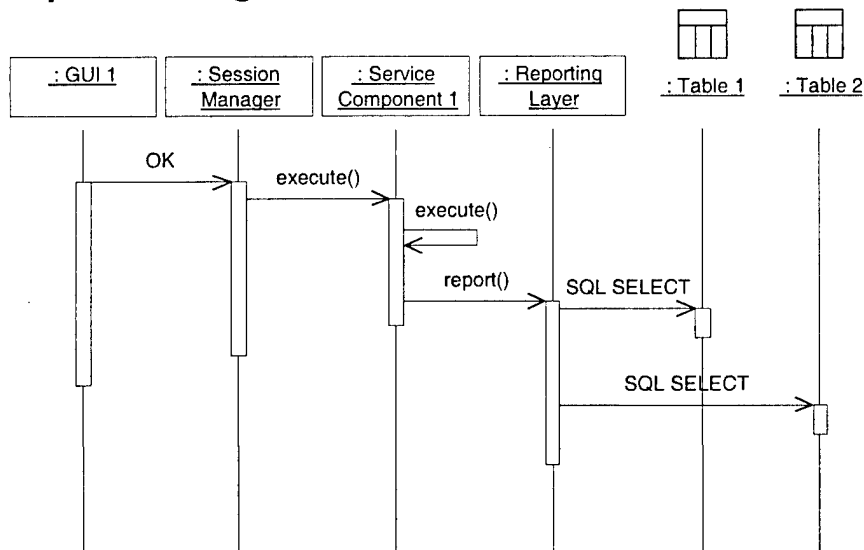 : GUI 1
: Session
Manager
: Service
Component 1
: Reporting
Layer
: Table 1
: Table 2
OK
execute()
execute()
report()
SQL SELECT
SQL SELECT